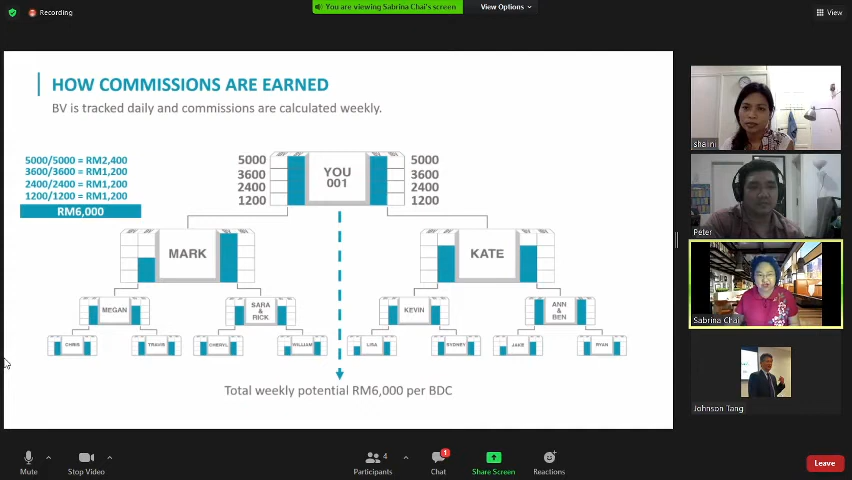 Recording
You are viewing Sabrina Chai's screen
View Options
View
HOW COMMISSIONS ARE EARNED
BV is tracked daily and commissions are calculated weekly.
5000/5000 = RM2,400
3600/3600 = RM1,200
2400/2400 = RM1,200
1200/1200 = RM1,200
RM6,000
5000
3600
2400
1200
YOU
001
5000
3600
2400
1200
MARK
KATE
MEGAN
SARA
&
RICK
KEVIN
ANN
&
BEN
CHRIS
TRAVIS
CHERYL
WILLIAM
LISA
SYDNEY
JAKE
RYAN
Total weekly potential RM6,000 per BDC
shaini
Peter
Sabrina Chai
Johnson Tang
Mute
Stop Video
4
Participants
1
Chat
Share Screen
Reactions
Leave